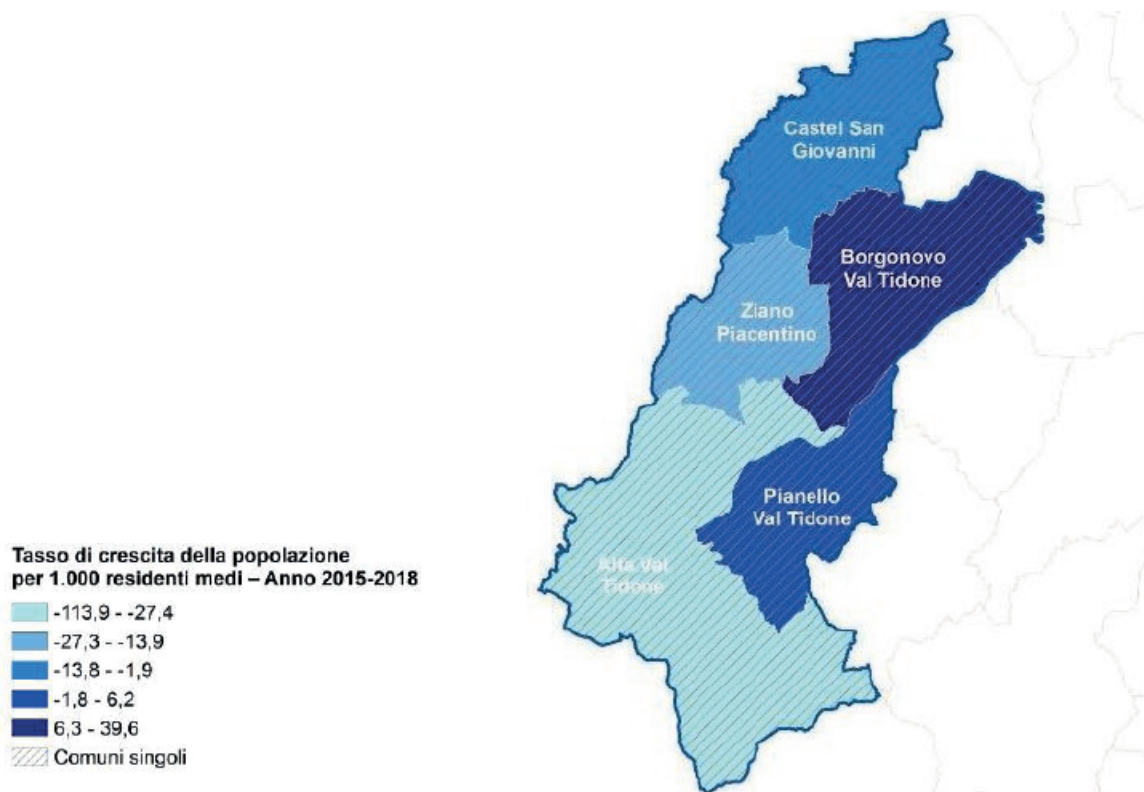 Castel San
Giovanni
Borgonovo
Val Tidone
Ziano
Piacentino
Pianello
Val Tidone
Alta Val
Tidone
Tasso di crescita della popolazione
per 1.000 residenti medi – Anno 2015-2018
-113,9 - -27,4
-27,3 - -13,9
-13,8 - -1,9
-1,8 - 6,2
6,3 - 39,6
Comuni singoli